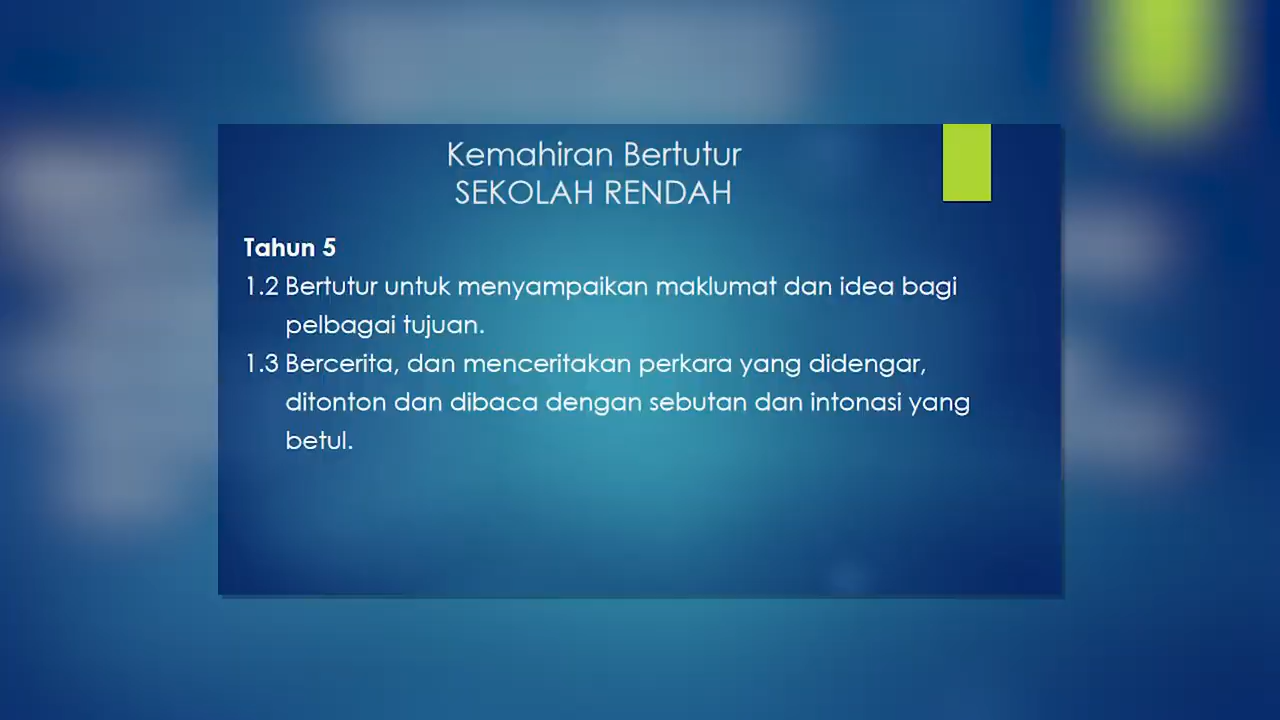 Kemahiran Bertutur
SEKOLAH RENDAH
Tahun 5
1.2 Bertutur untuk menyampaikan maklumat dan idea bagi
pelbagai tujuan.
1.3 Bercerita, dan menceritakan perkara yang didengar,
ditonton dan dibaca dengan sebutan dan intonasi yang
betul.